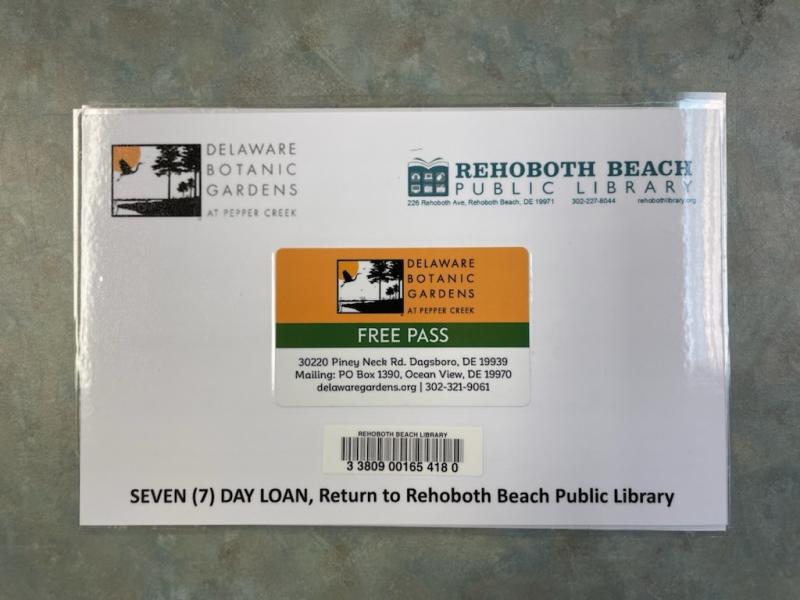 DELAWARE
BOTANIC
GARDENS
AT PEPPER CREEK
REHOBOTH BEACH
PUBLIC LIBRARY
226 Rehoboth Ave, Rehoboth Beach, DE 19971 302-227-8044 rehobothlibrary.org
DELAWARE
BOTANIC
GARDENS
AT PEPPER CREEK
FREE PASS
30220 Piney Neck Rd. Dagsboro, DE 19939
Mailing: PO Box 1390, Ocean View, DE 19970
delawaregardens.org | 302-321-9061
REHOBOTH BEACH LIBRARY
3 3809 00165 418 0
SEVEN (7) DAY LOAN, Return to Rehoboth Beach Public Library